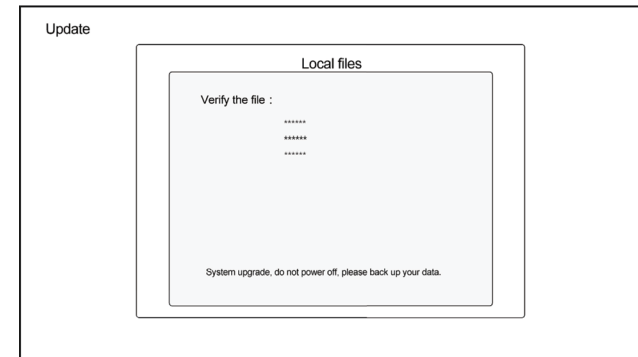 Update
Local files
Verify the file：
******
******
******
System upgrade, do not power off, please back up your data.